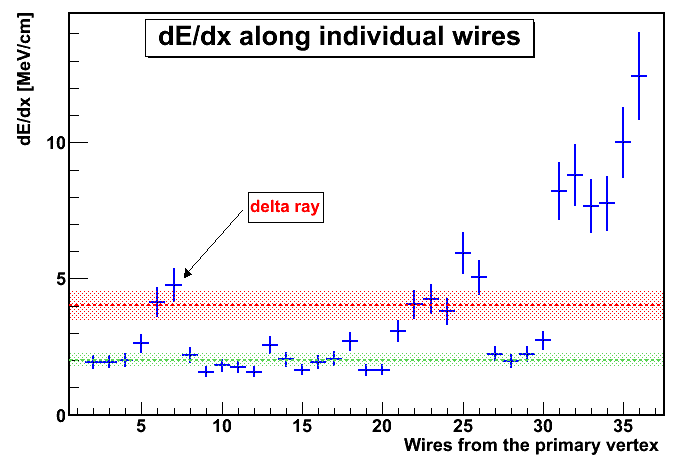 dE/dx along individual wires
dE/dx [MeV/cm]
10
5
0
delta ray
5 10 15 20 25 30 35
Wires from the primary vertex